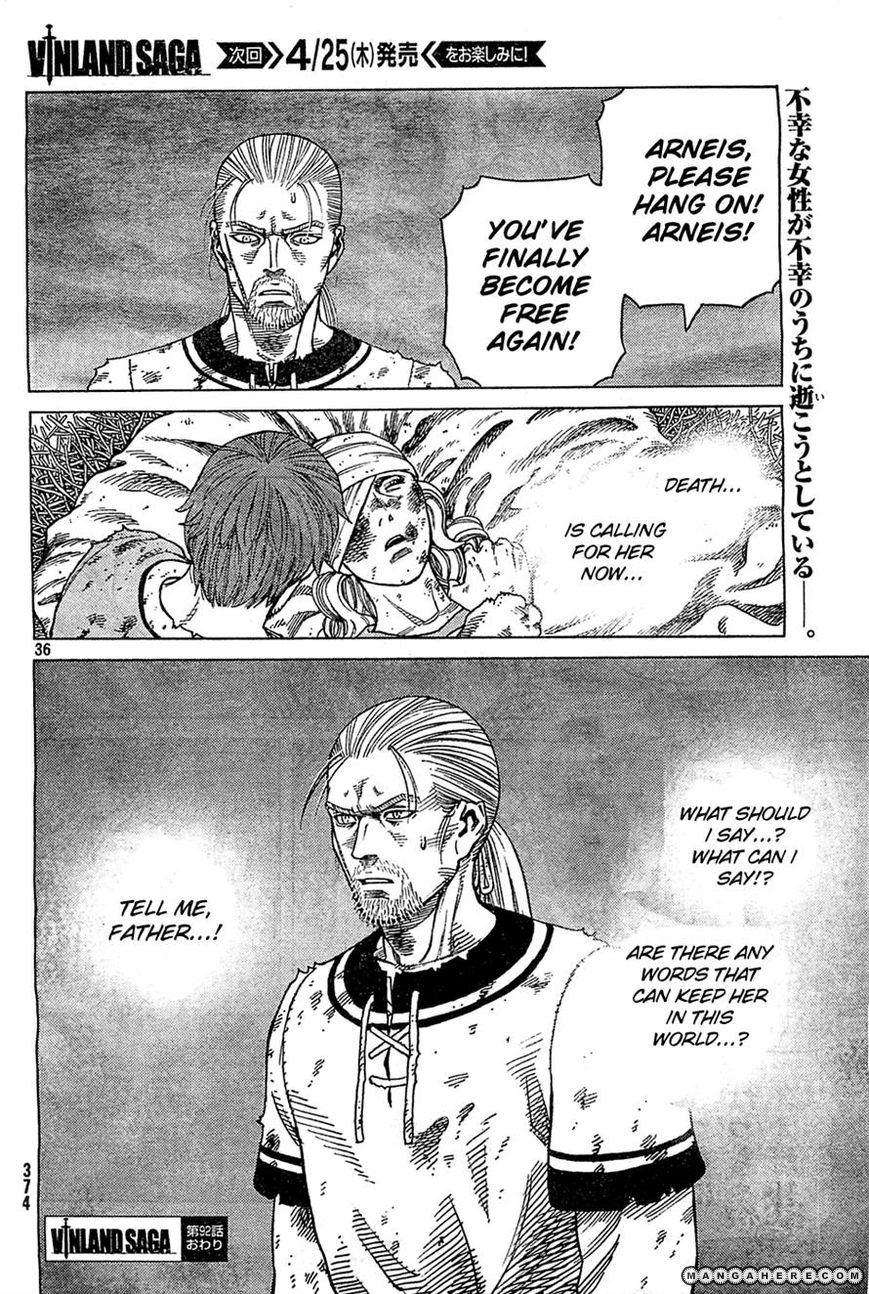 VINLAND SAGA
次回 4/25(木)発売 をお楽しみに!
不幸な女性が不幸のうちに逝こうとしている――。
い
ARNEIS,
PLEASE
HANG ON!
ARNEIS!
YOU'VE
FINALLY
BECOME
FREE
AGAIN!
DEATH...
IS CALLING
FOR HER
NOW...
36
WHAT SHOULD
I SAY...?
WHAT CAN I
SAY!?
ARE THERE ANY
WORDS THAT
CAN KEEP HER
IN THIS
WORLD...?
TELL ME,
FATHER...!
374
VINLAND SAGA
第92話
おわり
MANGAHERE.COM